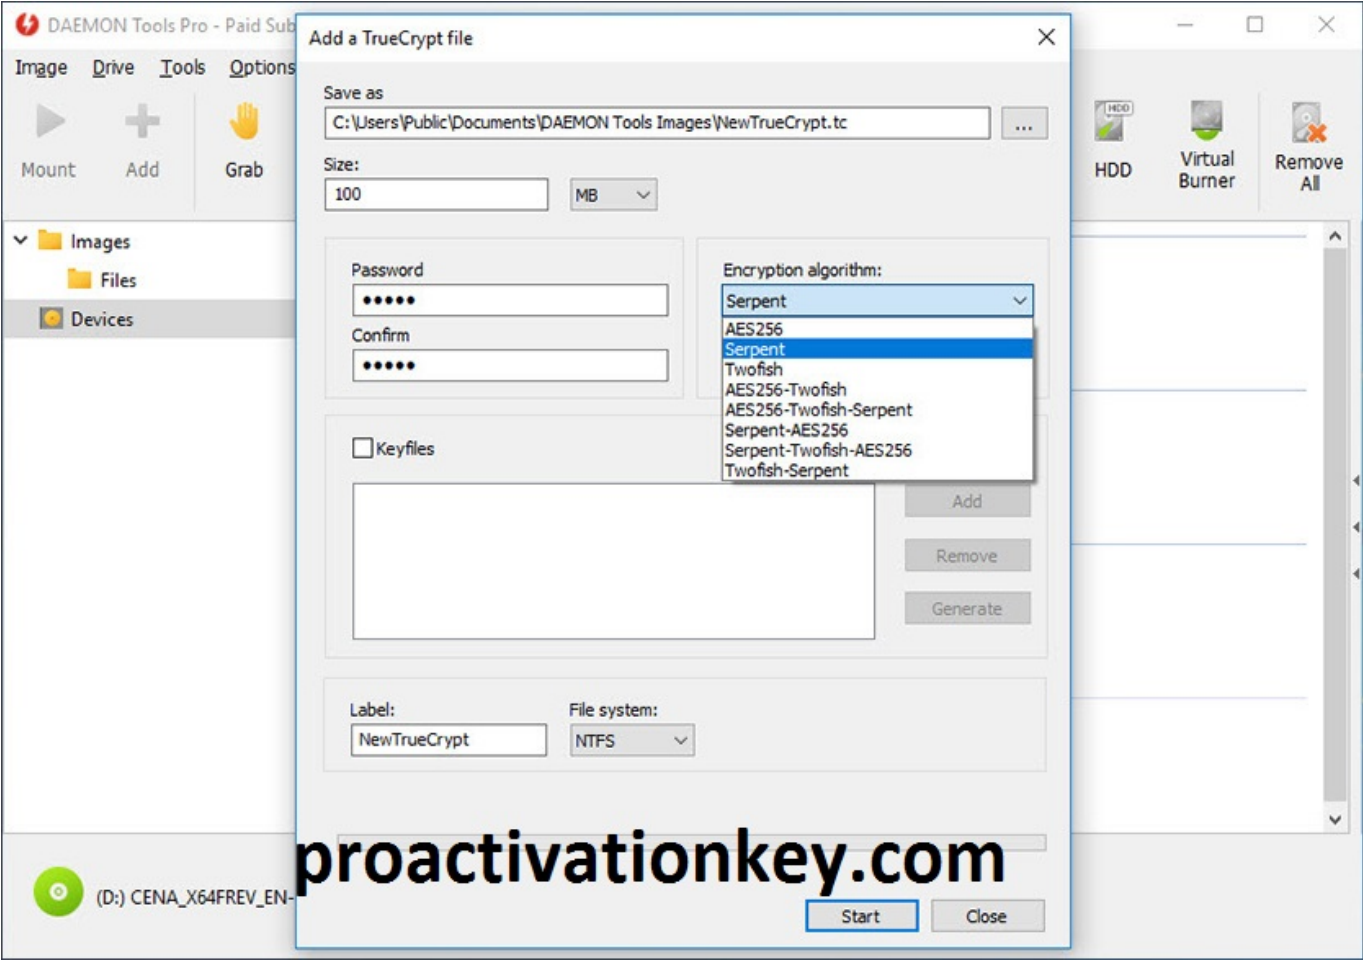 DAEMON Tools Pro - Paid Sub
Add a TrueCrypt file
Image Drive Tools Options
Save as
C:\Users\Public\Documents\DAEMON Tools Images\NewTrueCrypt.tc
...
Mount
Add
Grab
HDD
HDD
Virtual
Burner
Remove
All
Size:
100
MB
Images
Files
Devices
Password
•••••
Confirm
•••••
Encryption algorithm:
Serpent
AES256
Serpent
Twofish
AES256-Twofish
AES256-Twofish-Serpent
Serpent-AES256
Serpent-Twofish-AES256
Twofish-Serpent
Keyfiles
Add
Remove
Generate
Label:
NewTrueCrypt
File system:
NTFS
proactivationkey.com
(D:) CENA_X64FREV_EN-
Start
Close